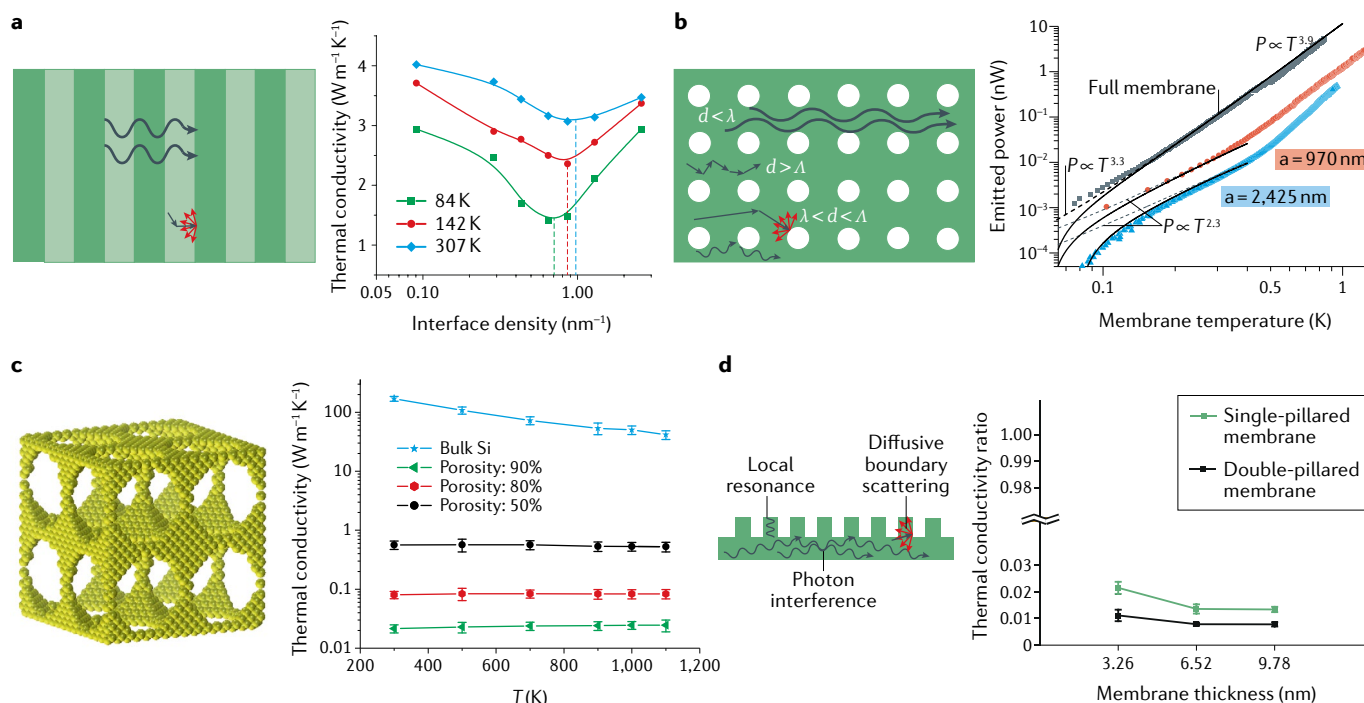 a
Thermal conductivity (W m⁻¹ K⁻¹)
4
3
2
1
84 K
142 K
307 K
0.05
0.10
1.00
Interface density (nm⁻¹)
b
d < λ
d > Λ
λ < d < Λ
Emitted power (nW)
10
1
10⁻¹
10⁻²
10⁻³
10⁻⁴
P ∝ T³·⁹
Full membrane
P ∝ T³·³
a = 970 nm
a = 2,425 nm
P ∝ T²·³
0.1
0.5
1
Membrane temperature (K)
c
Thermal conductivity (W m⁻¹ K⁻¹)
100
10
1
0.1
0.01
Bulk Si
Porosity: 90%
Porosity: 80%
Porosity: 50%
200
400
600
800
1,000
1,200
T (K)
d
Local
resonance
Diffusive
boundary
scattering
Photon
interference
Thermal conductivity ratio
1.00
0.99
0.98
0.03
0.02
0.01
0
Single-pillared
membrane
Double-pillared
membrane
3.26
6.52
9.78
Membrane thickness (nm)